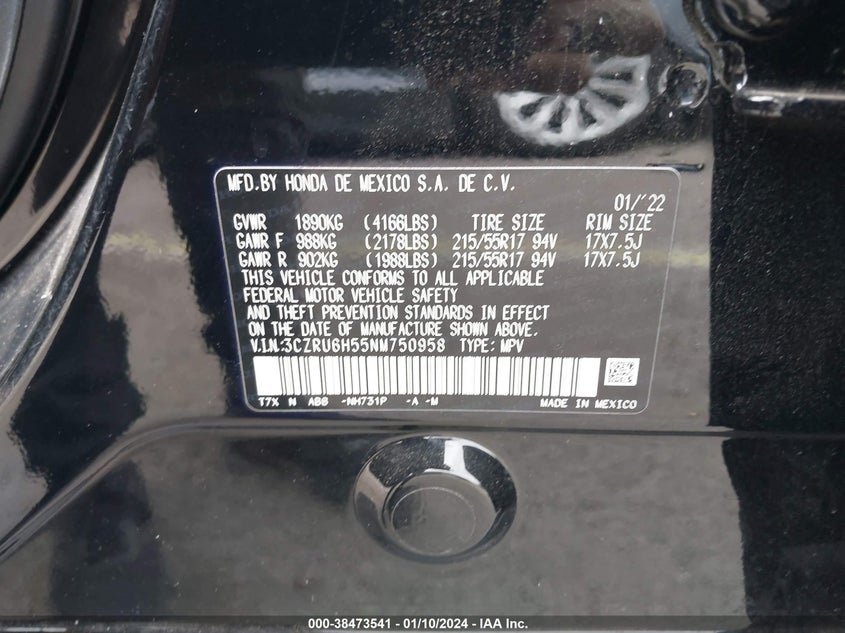 MFD.BY HONDA DE MEXICO S.A. DE C.V.
01/'22
GVWR 1890KG (4166LBS) TIRE SIZE RIM SIZE
GAWR F 988KG (2178LBS) 215/55R17 94V 17X7.5J
GAWR R 902KG (1988LBS) 215/55R17 94V 17X7.5J
THIS VEHICLE CONFORMS TO ALL APPLICABLE
FEDERAL MOTOR VEHICLE SAFETY
AND THEFT PREVENTION STANDARDS IN EFFECT
ON THE DATE OF MANUFACTURE SHOWN ABOVE.
V.I.N.:3CZRU6H55NM750958 TYPE: MPV
T7X N ABB -NH731P -A -M MADE IN MEXICO
000-38473541 - 01/10/2024 - IAA Inc.